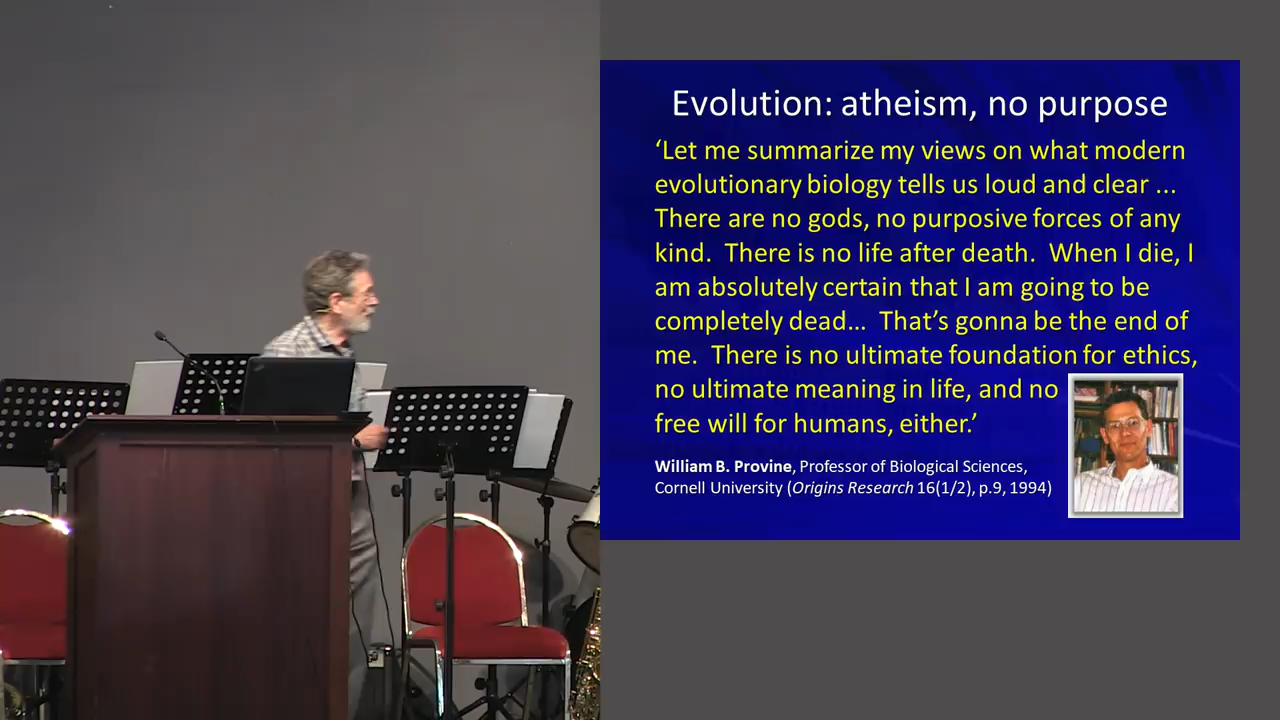 Evolution: atheism, no purpose
‘Let me summarize my views on what modern
evolutionary biology tells us loud and clear ...
There are no gods, no purposive forces of any
kind.  There is no life after death.  When I die, I
am absolutely certain that I am going to be
completely dead...  That’s gonna be the end of
me.  There is no ultimate foundation for ethics,
no ultimate meaning in life, and no
free will for humans, either.’
William B. Provine, Professor of Biological Sciences,
Cornell University (Origins Research 16(1/2), p.9, 1994)